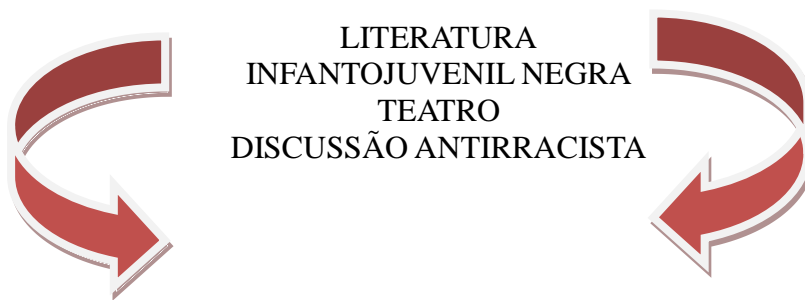 LITERATURA
INFANTOJUVENIL NEGRA
TEATRO
DISCUSSÃO ANTIRRACISTA